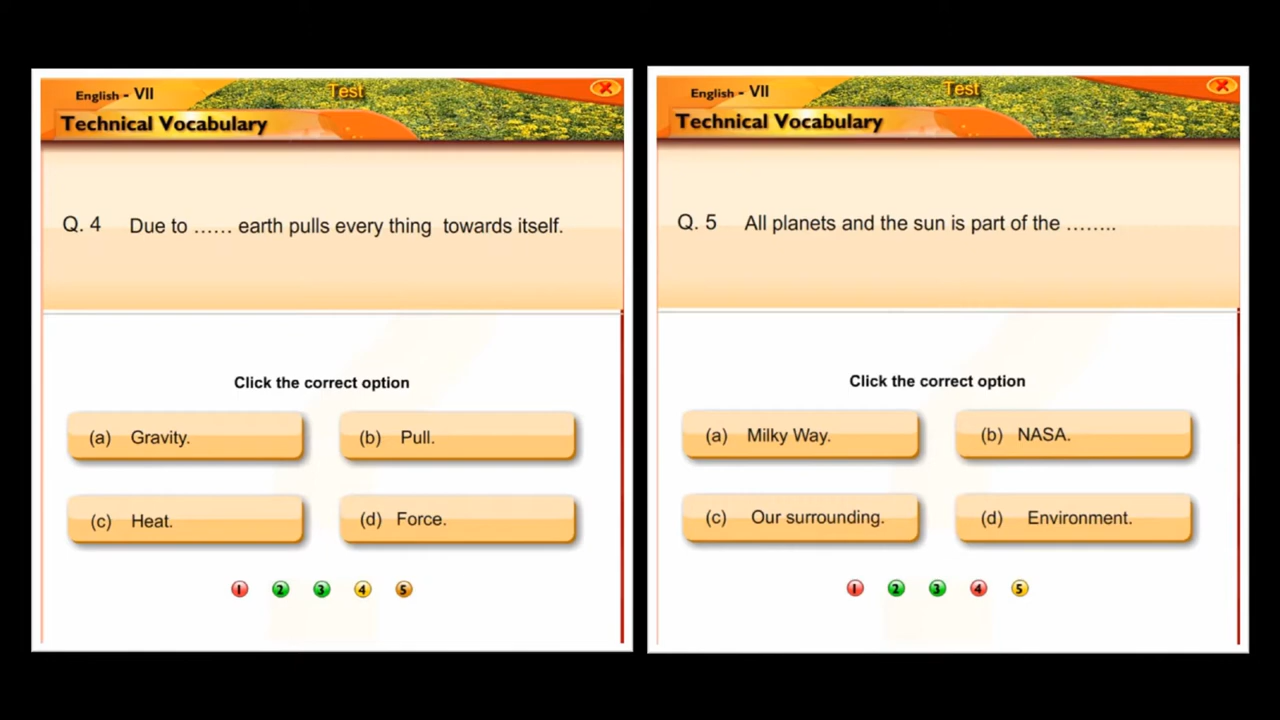 English - VII
Test
Technical Vocabulary
Q. 4 Due to ...... earth pulls every thing towards itself.
Click the correct option
(a) Gravity.
(b) Pull.
(c) Heat.
(d) Force.
1 2 3 4 5
English - VII
Test
Technical Vocabulary
Q. 5 All planets and the sun is part of the ........
Click the correct option
(a) Milky Way.
(b) NASA.
(c) Our surrounding.
(d) Environment.
1 2 3 4 5